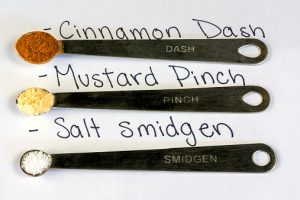 - Cinnamon Dash
DASH
- Mustard Pinch
PINCH
- Salt Smidgen
SMIDGEN